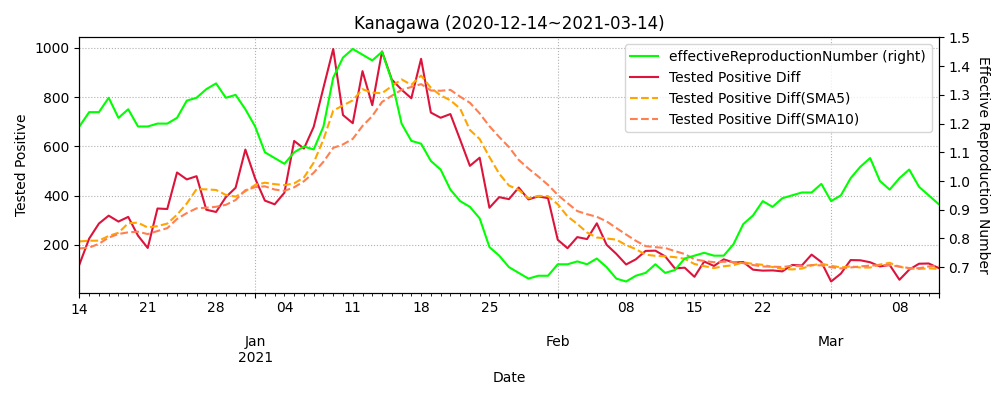 Kanagawa (2020-12-14~2021-03-14)
effectiveReproductionNumber (right)
Tested Positive Diff
Tested Positive Diff(SMA5)
Tested Positive Diff(SMA10)
Tested Positive
1000
800
600
400
200
Effective Reproduction Number
1.5
1.4
1.3
1.2
1.1
1.0
0.9
0.8
0.7
14 21 28 04 11 18 25 08 15 22 08
Jan Feb Mar
2021
Date